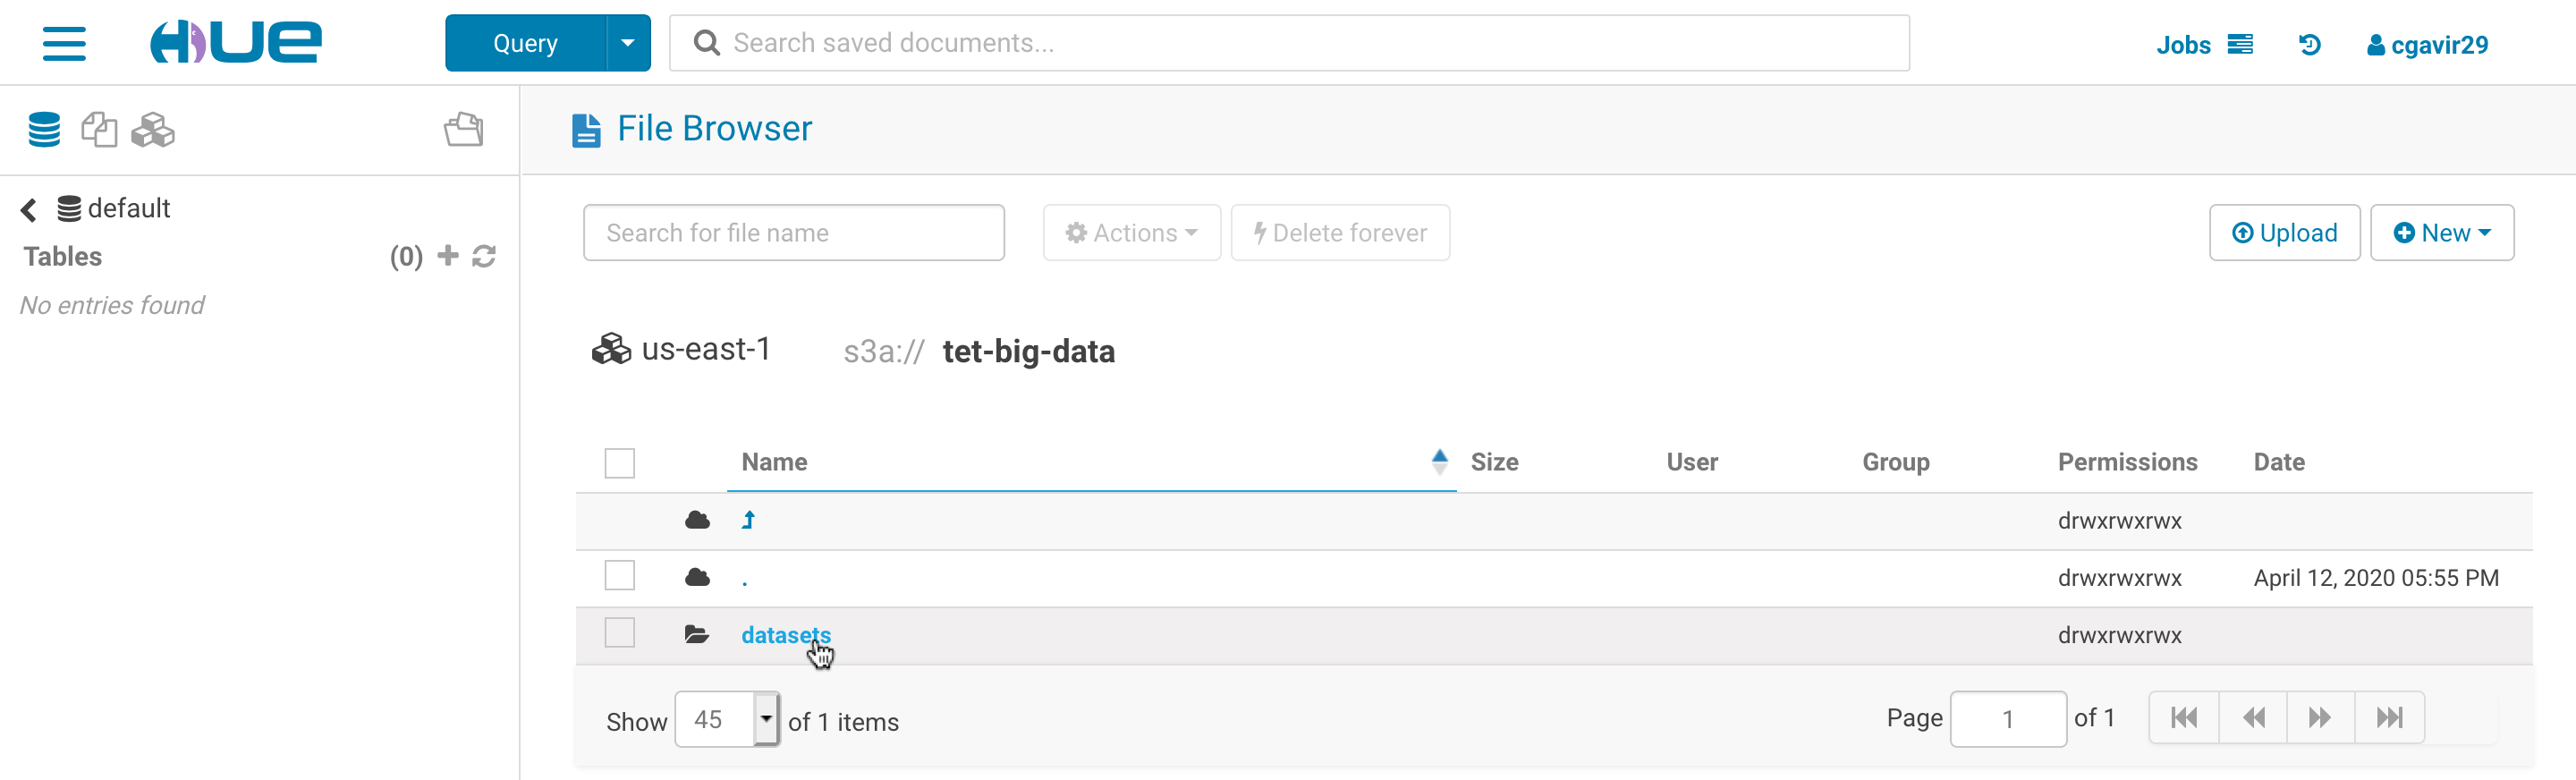 HUE
Query
Search saved documents...
Jobs
cgavir29
File Browser
default
Tables (0)
No entries found
Search for file name
Actions
Delete forever
Upload
New
us-east-1 s3a:// tet-big-data
Name Size User Group Permissions Date
drwxrwxrwx
. drwxrwxrwx April 12, 2020 05:55 PM
datasets drwxrwxrwx
Show 45 of 1 items Page 1 of 1